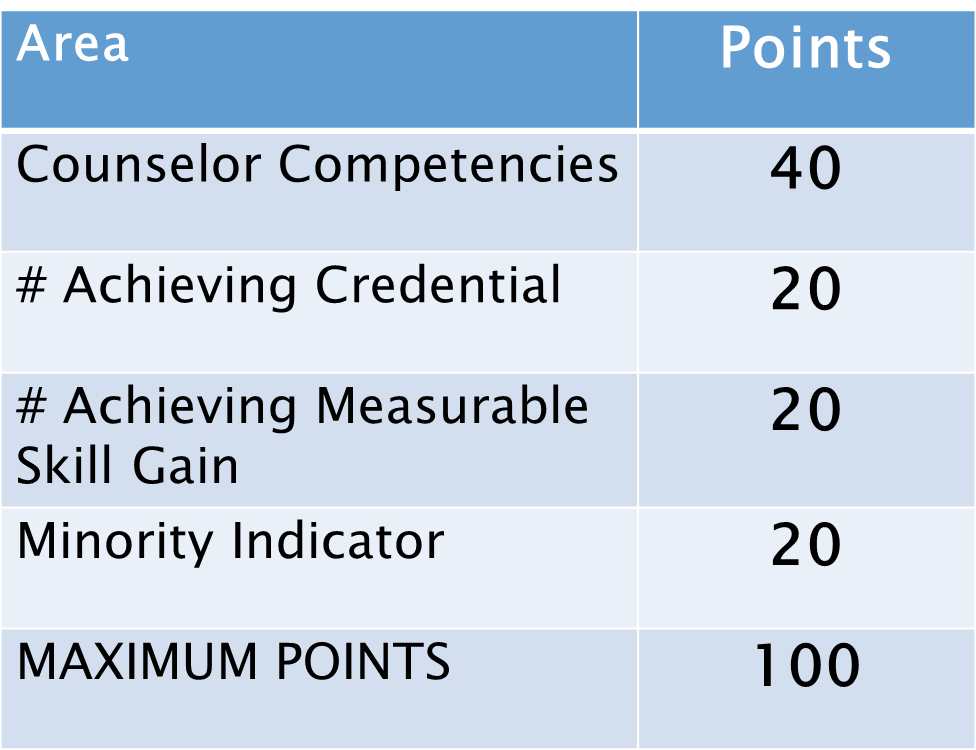 Area Points
Counselor Competencies 40
# Achieving Credential 20
# Achieving Measurable 20
Skill Gain
Minority Indicator 20
MAXIMUM POINTS 100